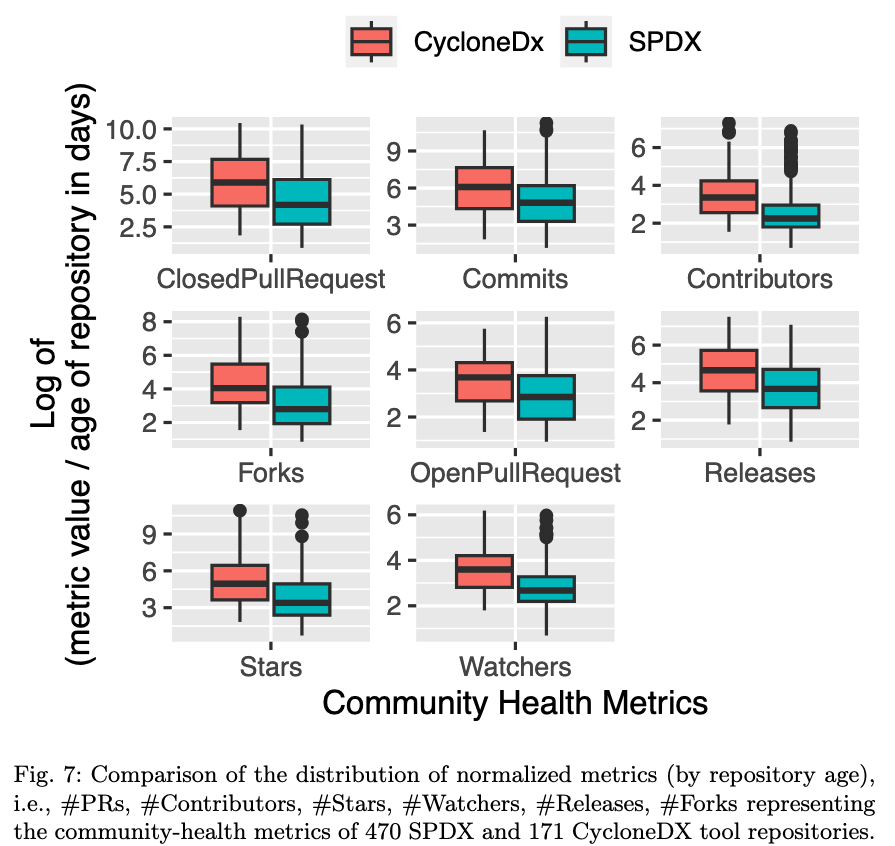 CycloneDx SPDX
Log of
(metric value / age of repository in days)
10.0
7.5
5.0
2.5
ClosedPullRequest
9
6
3
Commits
6
4
2
Contributors
8
6
4
2
Forks
6
4
2
OpenPullRequest
6
4
2
Releases
9
6
3
Stars
6
4
2
Watchers
Community Health Metrics
Fig. 7: Comparison of the distribution of normalized metrics (by repository age),
i.e., #PRs, #Contributors, #Stars, #Watchers, #Releases, #Forks representing
the community-health metrics of 470 SPDX and 171 CycloneDX tool repositories.